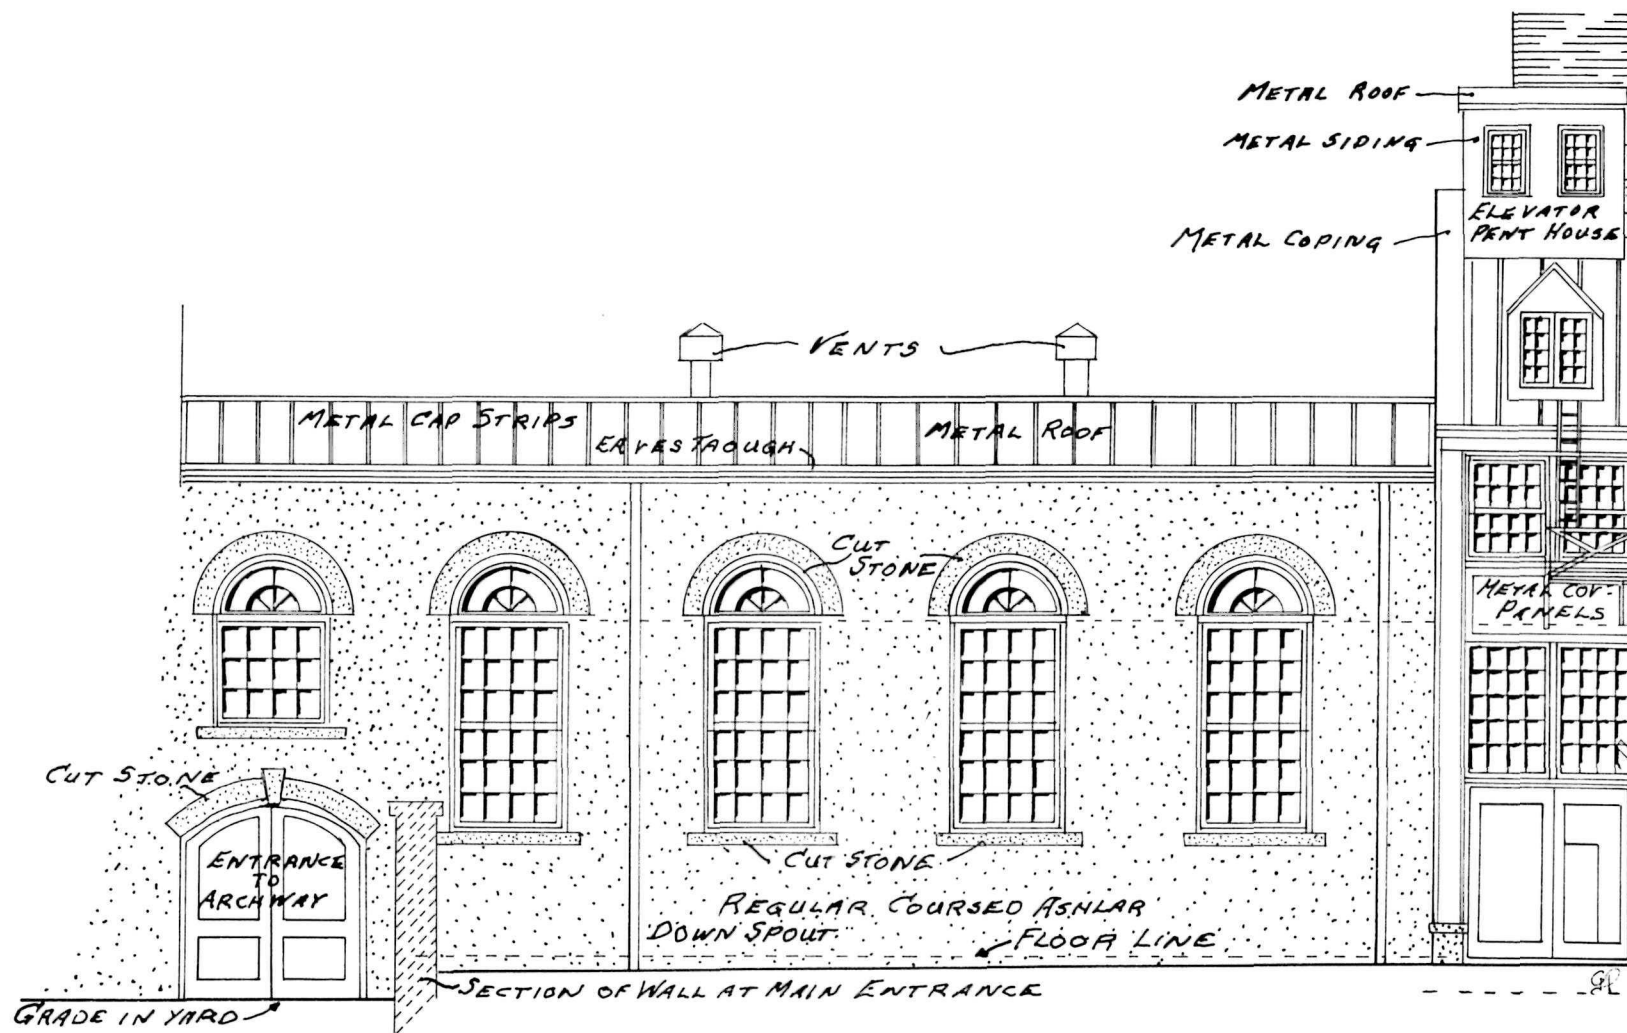 METAL ROOF
METAL SIDING
ELEVATOR
PENT HOUSE
METAL COPING
VENTS
METAL CAP STRIPS
METAL ROOF
EAVESTROUGH
CUT
STONE
METAL COV-
PANELS
CUT STONE
ENTRANCE
TO
ARCHWAY
CUT STONE
REGULAR COURSED ASHLAR
DOWN SPOUT
FLOOR LINE
SECTION OF WALL AT MAIN ENTRANCE
GRADE IN YARD